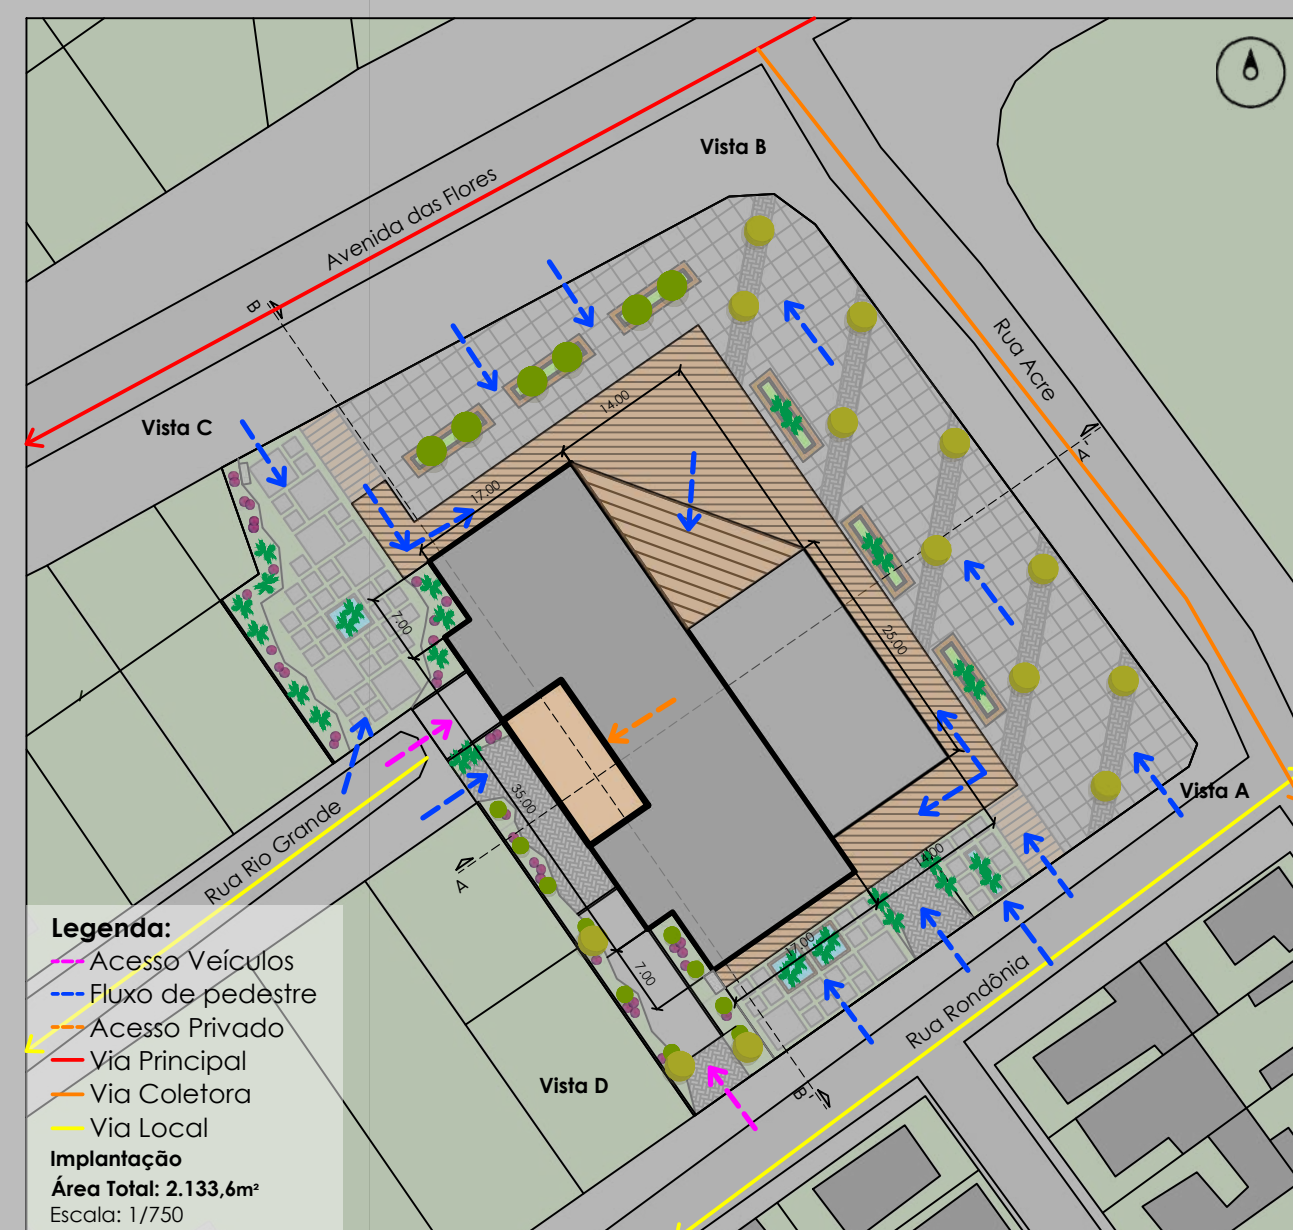 Vista B
Avenida das Flores
B
Rua Acre
14.00
Vista C
A'
17.00
7.00
25.00
35.00
Vista A
Rua Rio Grande
A
14.00
17.00
7.00
Rua Rondônia
Vista D
B'
Legenda:
Acesso Veículos
Fluxo de pedestre
Acesso Privado
Via Principal
Via Coletora
Via Local
Implantação
Área Total: 2.133,6m²
Escala: 1/750